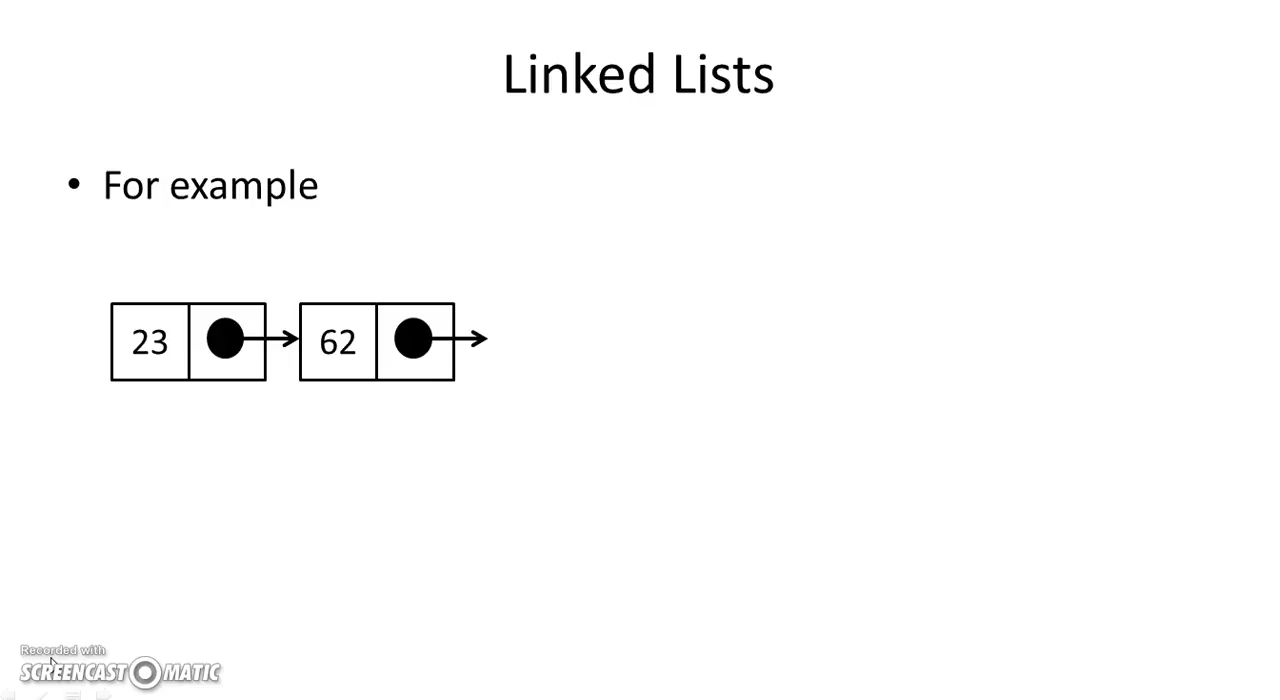 Linked Lists
• For example
23 62
Recorded with
SCREENCAST MATIC